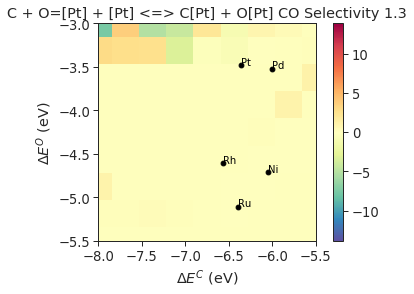 C + O=[Pt] + [Pt] <=> C[Pt] + O[Pt] CO Selectivity 1.3
−3.0
−3.5
−4.0
−4.5
−5.0
−5.5
ΔE^O (eV)
Pt
Pd
Rh
Ni
Ru
−8.0 −7.5 −7.0 −6.5 −6.0 −5.5
ΔE^C (eV)
10
5
0
−5
−10